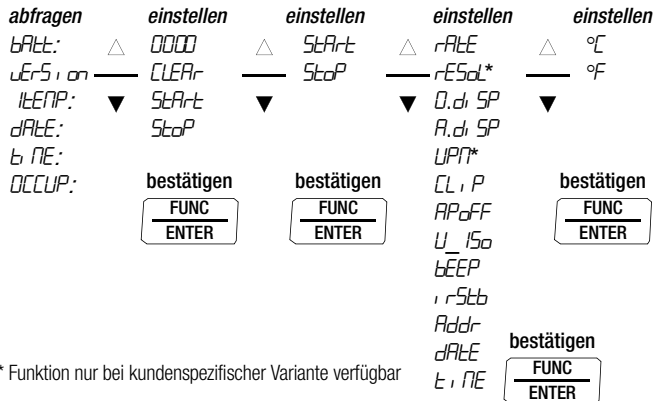 abfragen einstellen einstellen einstellen einstellen
bAtt: △ 0000 △ StArt △ rAtE △ °C
vErSion CLEAr StoP rESoL* °F
ItEMP: ▼ StArt ▼ ▼ 0.diSP ▼
dAtE: StoP A.diSP
tiME: UPM*
OCCUP: bestätigen bestätigen CLiP bestätigen
FUNC FUNC APoFF FUNC
ENTER ENTER U_ISo ENTER
bEEP
irStb
Addr
bestätigen
dAtE
* Funktion nur bei kundenspezifischer Variante verfügbar tiME FUNC
ENTER